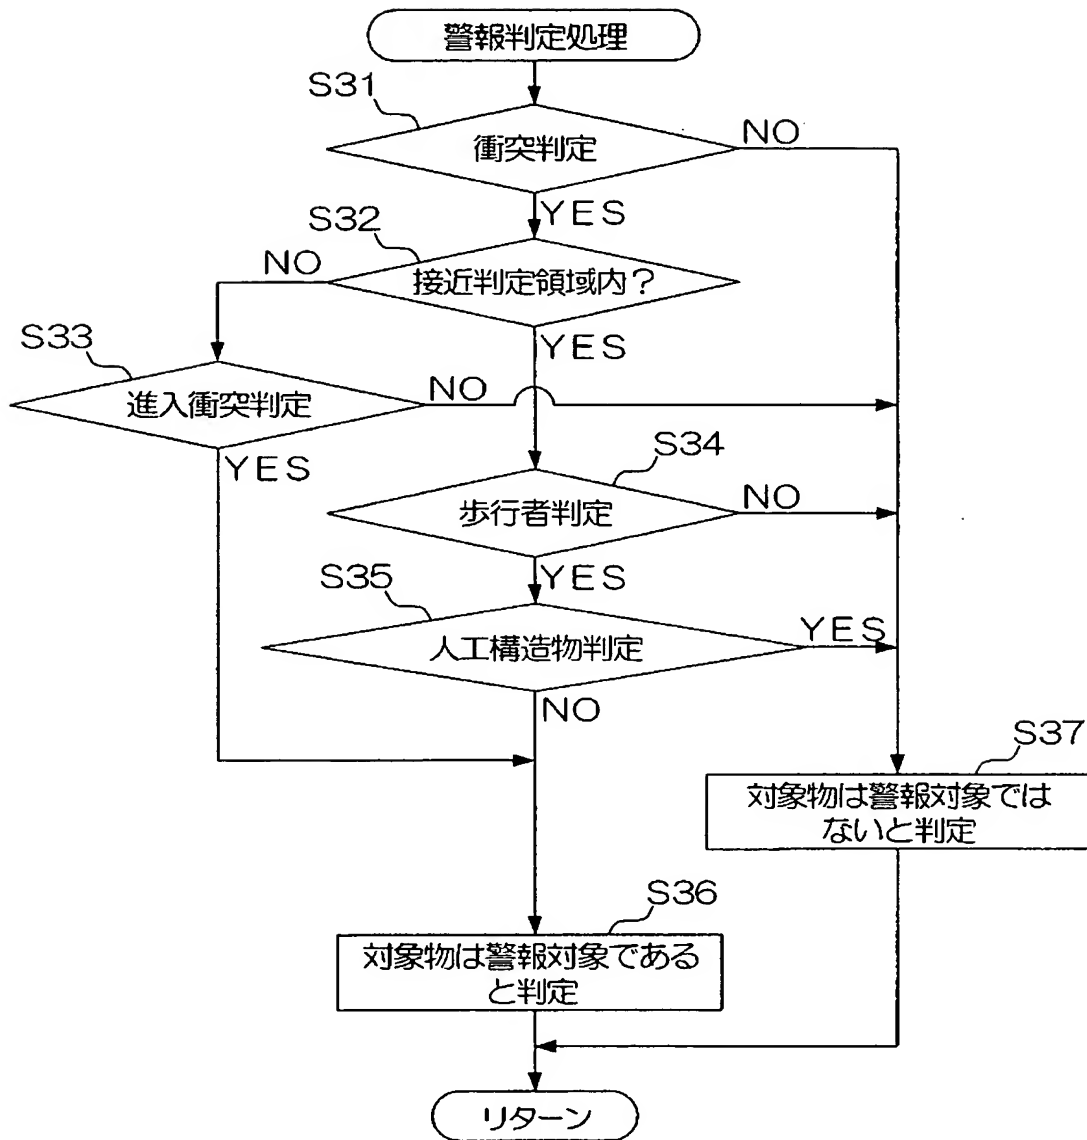 警報判定処理
S31
衝突判定
NO
YES
S32
NO
接近判定領域内?
YES
S33
進入衝突判定
NO
YES
S34
歩行者判定
NO
YES
S35
人工構造物判定
YES
NO
S37
対象物は警報対象では
ないと判定
S36
対象物は警報対象である
と判定
リターン